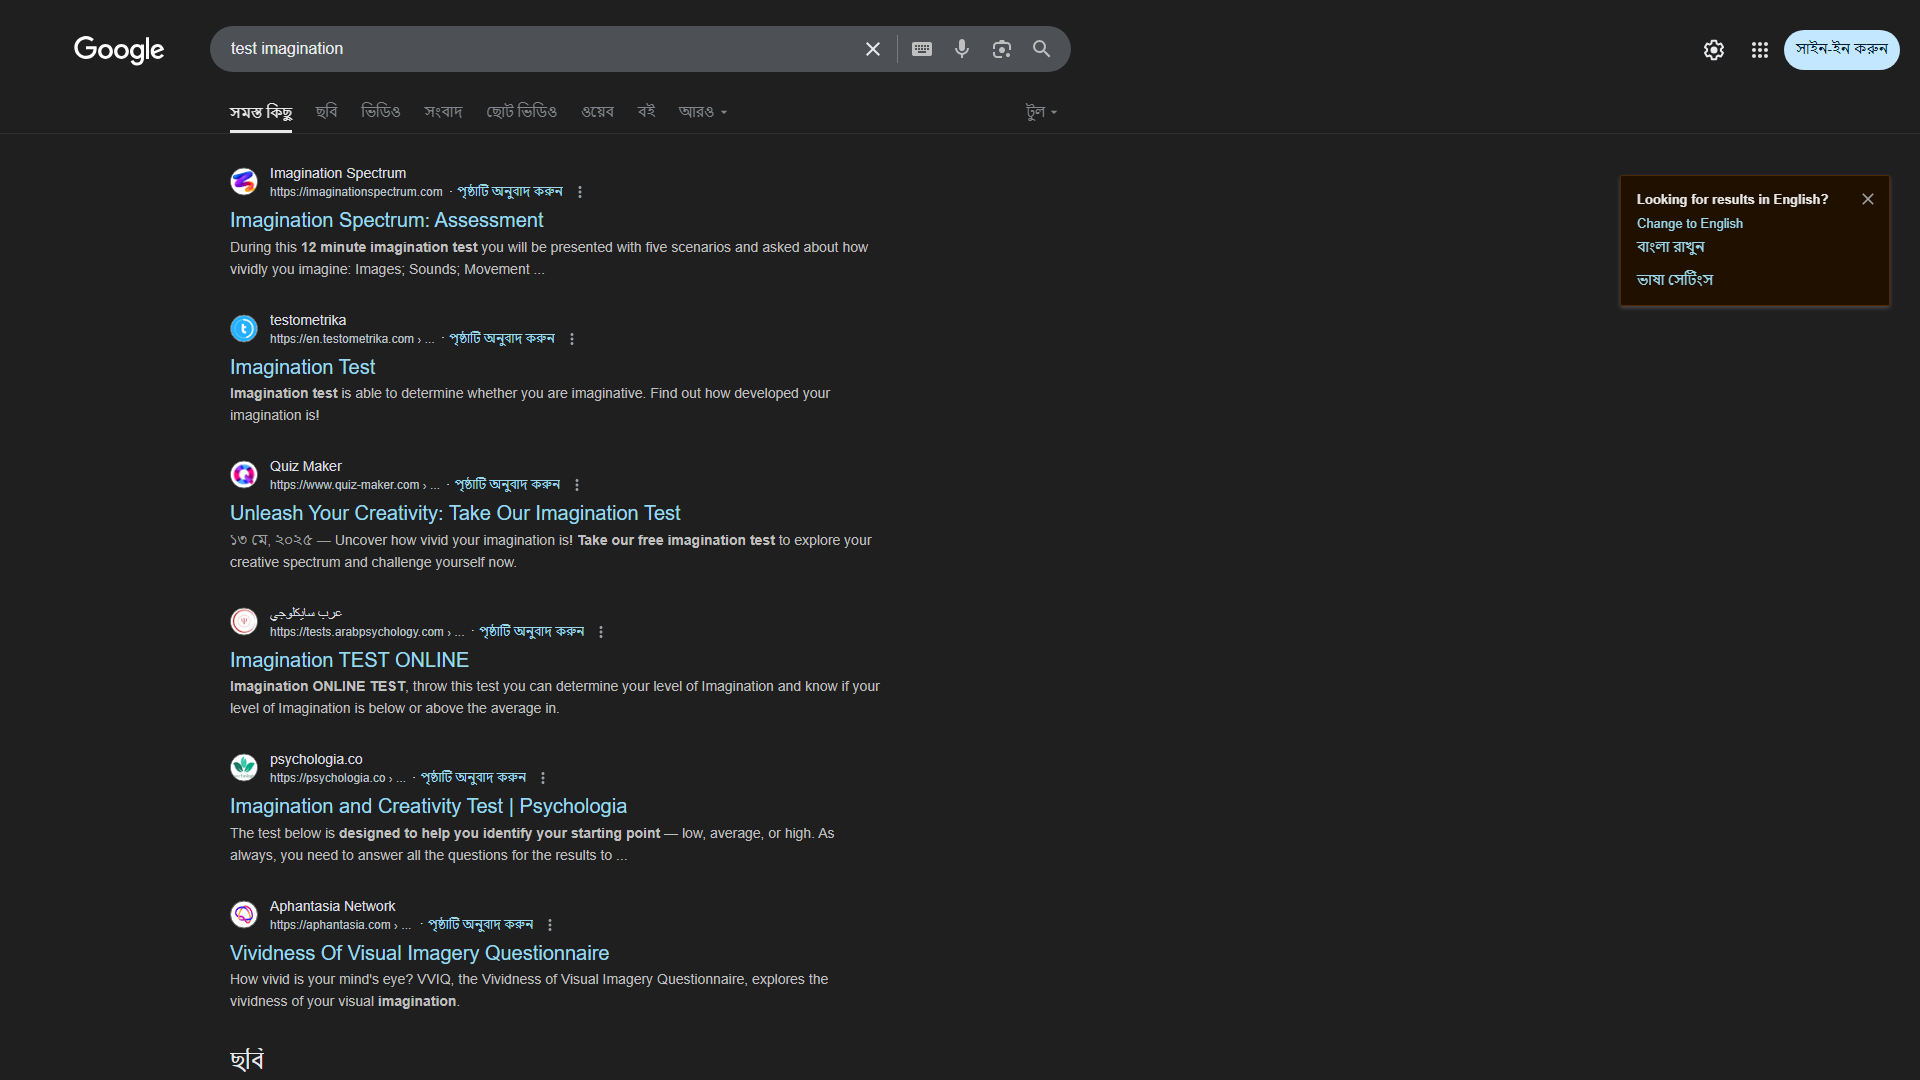 Google
test imagination
সাইন-ইন করুন
সমস্ত কিছু ছবি ভিডিও সংবাদ ছোট ভিডিও ওয়েব বই আরও টুল
Imagination Spectrum
https://imaginationspectrum.com · পৃষ্ঠাটি অনুবাদ করুন
Imagination Spectrum: Assessment
During this 12 minute imagination test you will be presented with five scenarios and asked about how
vividly you imagine: Images; Sounds; Movement ...
testometrika
https://en.testometrika.com › ... · পৃষ্ঠাটি অনুবাদ করুন
Imagination Test
Imagination test is able to determine whether you are imaginative. Find out how developed your
imagination is!
Quiz Maker
https://www.quiz-maker.com › ... · পৃষ্ঠাটি অনুবাদ করুন
Unleash Your Creativity: Take Our Imagination Test
১৩ মে, ২০২৫ — Uncover how vivid your imagination is! Take our free imagination test to explore your
creative spectrum and challenge yourself now.
عرب سايكلوجي
https://tests.arabpsychology.com › ... · পৃষ্ঠাটি অনুবাদ করুন
Imagination TEST ONLINE
Imagination ONLINE TEST, throw this test you can determine your level of Imagination and know if your
level of Imagination is below or above the average in.
psychologia.co
https://psychologia.co › ... · পৃষ্ঠাটি অনুবাদ করুন
Imagination and Creativity Test | Psychologia
The test below is designed to help you identify your starting point — low, average, or high. As
always, you need to answer all the questions for the results to ...
Aphantasia Network
https://aphantasia.com › ... · পৃষ্ঠাটি অনুবাদ করুন
Vividness Of Visual Imagery Questionnaire
How vivid is your mind's eye? VVIQ, the Vividness of Visual Imagery Questionnaire, explores the
vividness of your visual imagination.
ছবি
Looking for results in English?
Change to English
বাংলা রাখুন
ভাষা সেটিংস